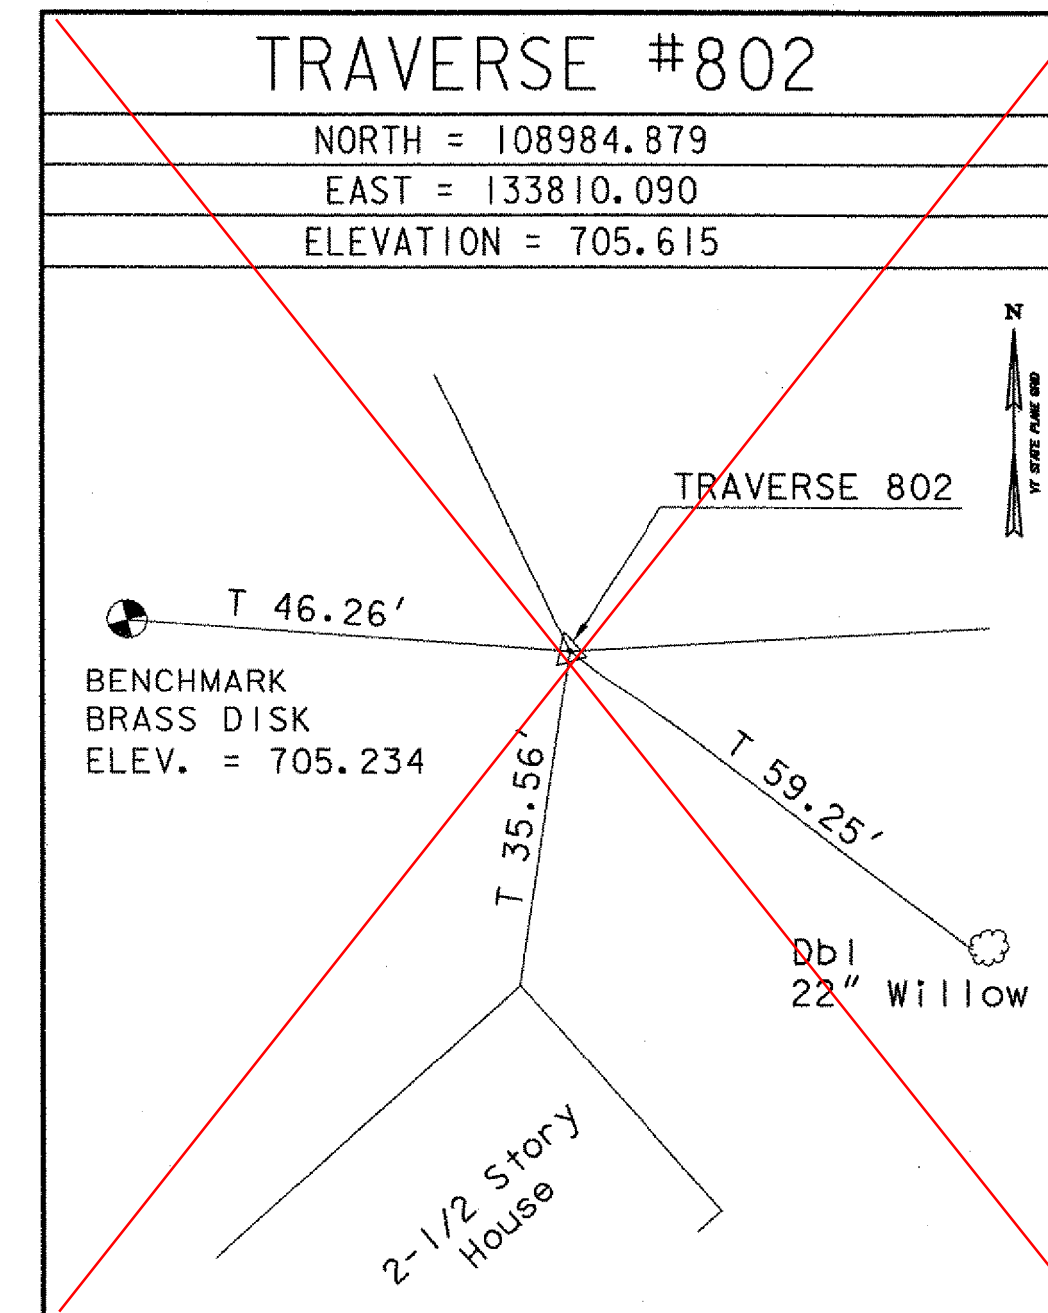 TRAVERSE #802
NORTH = 108984.879
EAST = 133810.090
ELEVATION = 705.615
N
VT STATE PLANE GRID
TRAVERSE 802
T 46.26'
BENCHMARK
BRASS DISK
ELEV. = 705.234
T 35.56'
T 59.25'
Dbl
22" Willow
2-1/2 Story
House